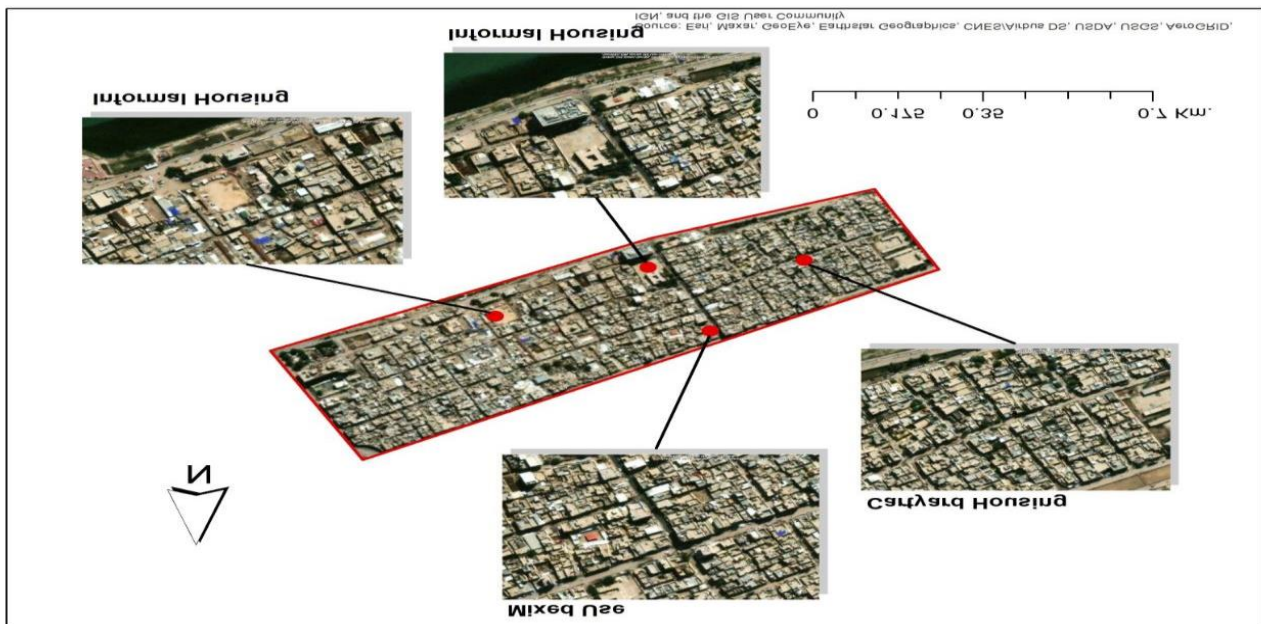 Mixed Use
Cartyard Housing
N
0 0.175 0.35 0.7 Km.
Informal Housing
Informal Housing
Source: Esri, Maxar, GeoEye, Earthstar Geographics, CNES/Airbus DS, USDA, USGS, AeroGRID,
IGN, and the GIS User Community